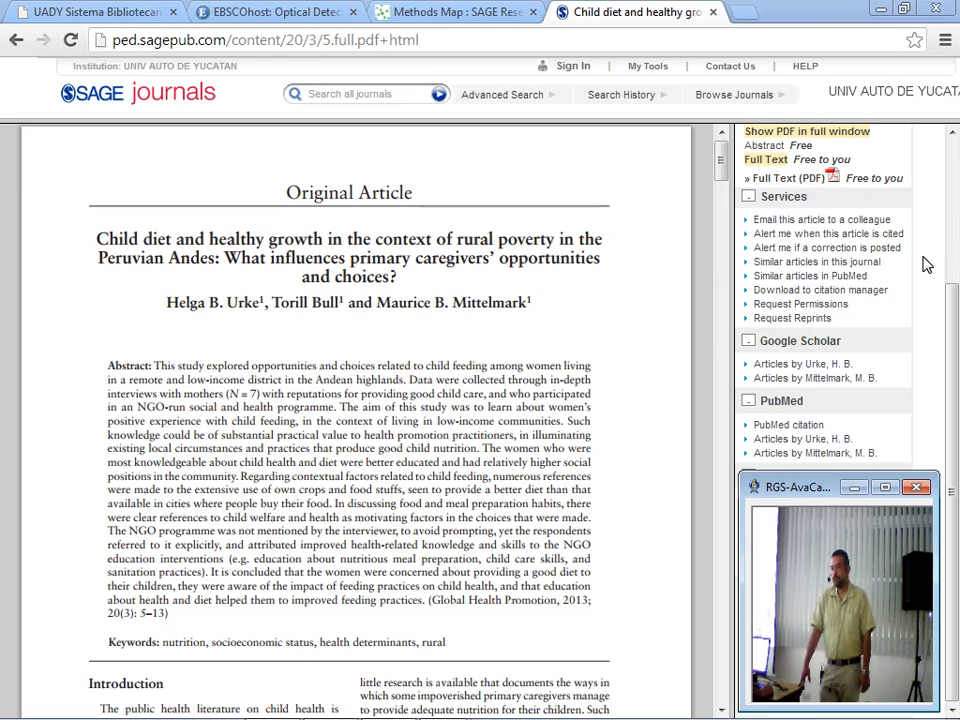 UADY Sistema Bibliotecari
EBSCOhost: Optical Detec
Methods Map : SAGE Rese
Child diet and healthy gro
ped.sagepub.com/content/20/3/5.full.pdf+html
Institution: UNIV AUTO DE YUCATAN
Sign In | My Tools | Contact Us | HELP
SAGE journals
Search all journals
Advanced Search
Search History
Browse Journals
UNIV AUTO DE YUCAT
Original Article
Child diet and healthy growth in the context of rural poverty in the
Peruvian Andes: What influences primary caregivers’ opportunities
and choices?
Helga B. Urke¹, Torill Bull¹ and Maurice B. Mittelmark¹
Abstract: This study explored opportunities and choices related to child feeding among women living
in a remote and low-income district in the Andean highlands. Data were collected through in-depth
interviews with mothers (N = 7) with reputations for providing good child care, and who participated
in an NGO-run social and health programme. The aim of this study was to learn about women’s
positive experience with child feeding, in the context of living in low-income communities. Such
knowledge could be of substantial practical value to health promotion practitioners, in illuminating
existing local circumstances and practices that produce good child nutrition. The women who were
most knowledgeable about child health and diet were better educated and had relatively higher social
positions in the community. Regarding contextual factors related to child feeding, numerous references
were made to the extensive use of own crops and food stuffs, seen to provide a better diet than that
available in cities where people buy their food. In discussing food and meal preparation habits, there
were clear references to child welfare and health as motivating factors in the choices that were made.
The NGO programme was not mentioned by the interviewer, to avoid prompting, yet the respondents
referred to it explicitly, and attributed improved health-related knowledge and skills to the NGO
education interventions (e.g. education about nutritious meal preparation, child care skills, and
sanitation practices). It is concluded that the women were concerned about providing a good diet to
their children, they were aware of the impact of feeding practices on child health, and that education
about health and diet helped them to improved feeding practices. (Global Health Promotion, 2013;
20(3): 5–13)
Keywords: nutrition, socioeconomic status, health determinants, rural
Introduction
The public health literature on child health is
little research is available that documents the ways in
which some impoverished primary caregivers manage
to provide adequate nutrition for their children. Such
Show PDF in full window
Abstract Free
Full Text Free to you
» Full Text (PDF) Free to you
Services
Email this article to a colleague
Alert me when this article is cited
Alert me if a correction is posted
Similar articles in this journal
Similar articles in PubMed
Download to citation manager
Request Permissions
Request Reprints
Google Scholar
Articles by Urke, H. B.
Articles by Mittelmark, M. B.
PubMed
PubMed citation
Articles by Urke, H. B.
Articles by Mittelmark, M. B.
RGS-AvaCa...